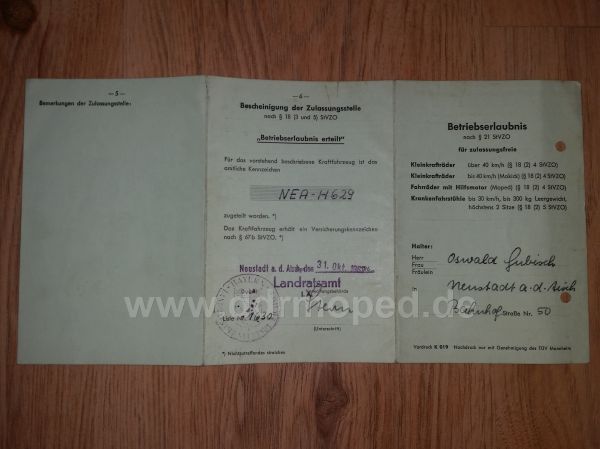 — 5 —
Bemerkungen der Zulassungsstelle:
— 4 —
Bescheinigung der Zulassungsstelle
nach § 18 (3 und 5) StVZO
„Betriebserlaubnis erteilt"
Für das vorstehend beschriebene Kraftfahrzeug ist das
amtliche Kennzeichen
NEA-H629
zugeteilt worden. *)
Das Kraftfahrzeug erhält ein Versicherungskennzeichen
nach § 67b StVZO. *)
Neustadt a. d. Aisch, den 31. Okt.
Landratsamt
Liste Nr.
(Unterschrift)
*) Nichtzutreffendes streichen
Betriebserlaubnis
nach § 21 StVZO
für zulassungsfreie
Kleinkrafträder über 40 km/h (§ 18 (2) 4 StVZO)
Kleinkrafträder bis 40 km/h (Mokick) (§ 18 (2) 4 StVZO)
Fahrräder mit Hilfsmotor (Moped) (§ 18 (2) 4 StVZO)
Krankenfahrstühle bis 30 km/h, bis 300 kg Leergewicht,
höchstens 2 Sitze (§ 18 (2) 5 StVZO)
Halter:
Herr
Frau
Fräulein
Oswald Gubisch
in Neustadt a.d. Aisch
Bahnhof Straße Nr. 50
Vordruck K 019 Nachdruck nur mit Genehmigung des TÜV Mannheim